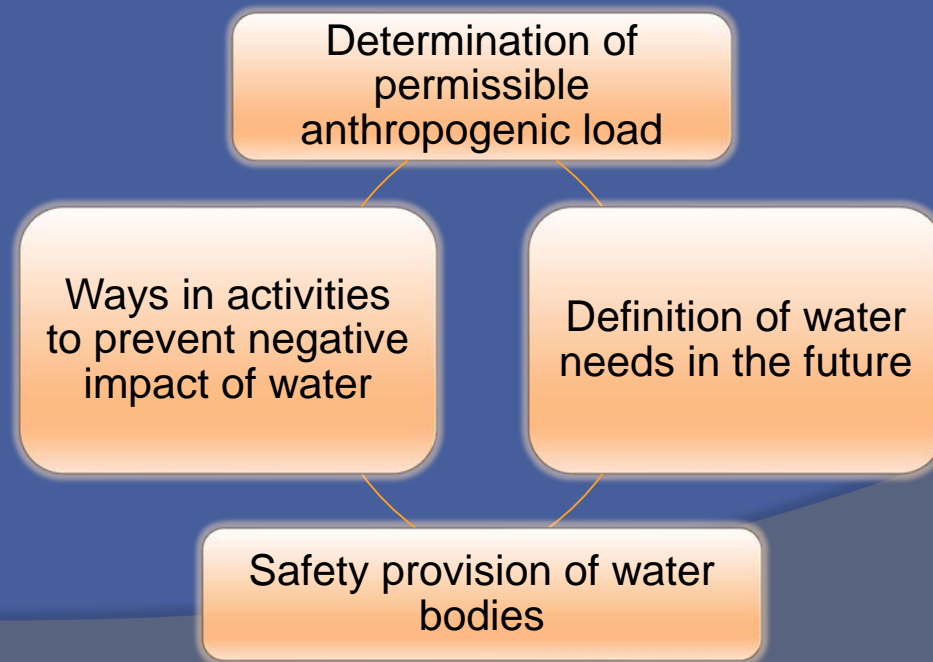 Determination of
permissible
anthropogenic load
Ways in activities
to prevent negative
impact of water
Definition of water
needs in the future
Safety provision of water
bodies